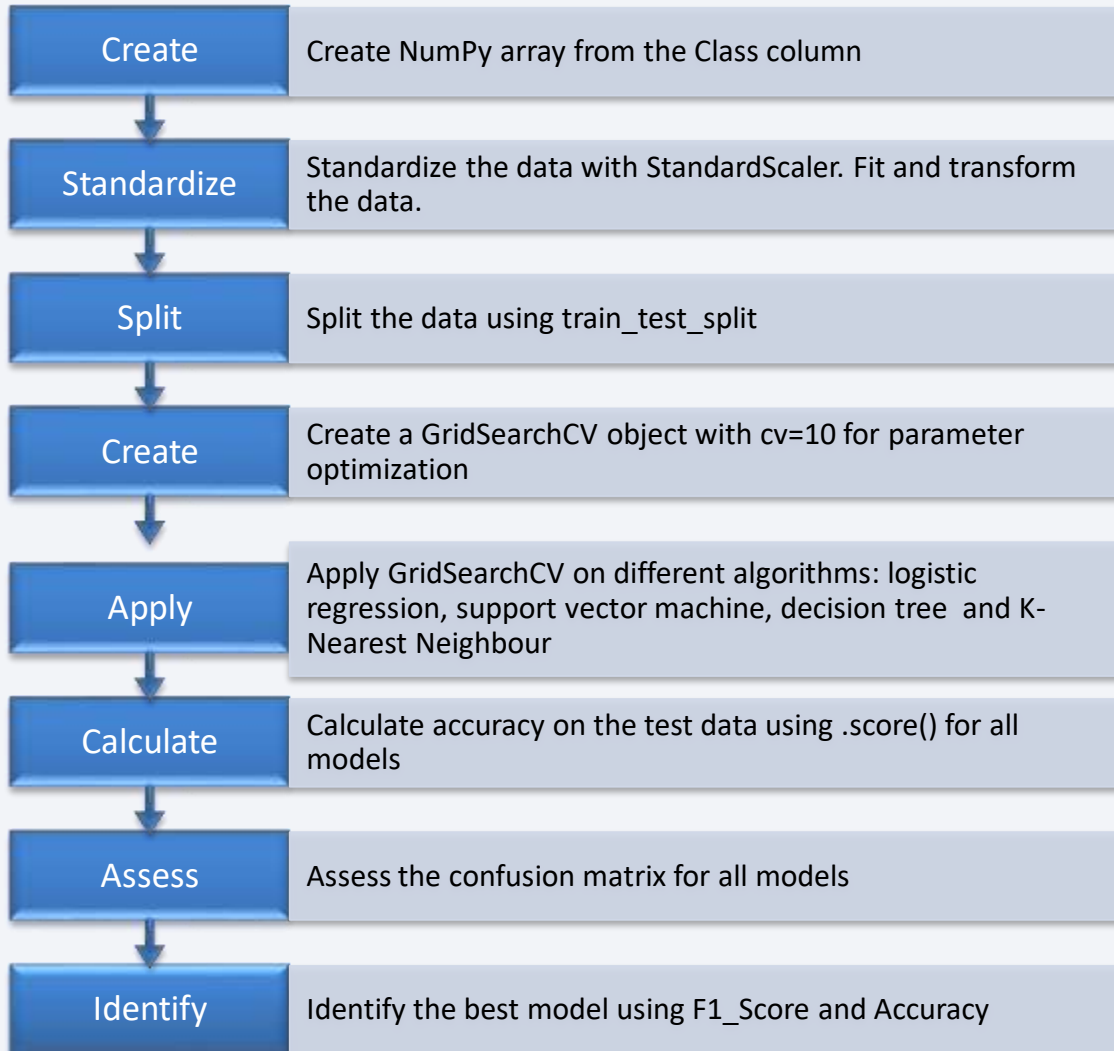 Create
Create NumPy array from the Class column
Standardize
Standardize the data with StandardScaler. Fit and transform
the data.
Split
Split the data using train_test_split
Create
Create a GridSearchCV object with cv=10 for parameter
optimization
Apply
Apply GridSearchCV on different algorithms: logistic
regression, support vector machine, decision tree and K-
Nearest Neighbour
Calculate
Calculate accuracy on the test data using .score() for all
models
Assess
Assess the confusion matrix for all models
Identify
Identify the best model using F1_Score and Accuracy